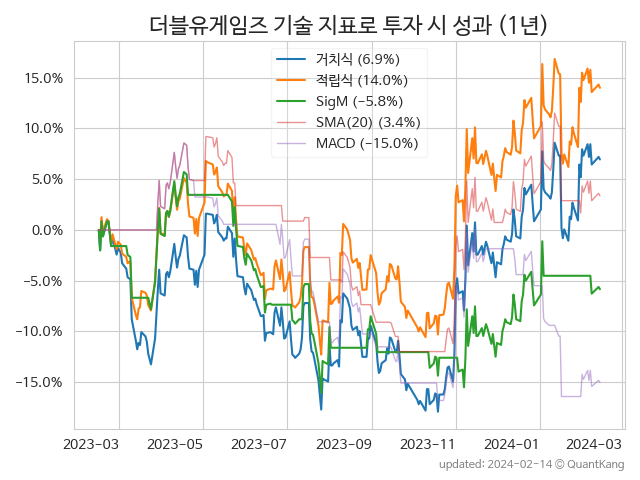 더블유게임즈 기술 지표로 투자 시 성과 (1년)
거치식 (6.9%)
적립식 (14.0%)
SigM (−5.8%)
SMA(20) (3.4%)
MACD (−15.0%)
15.0%
10.0%
5.0%
0.0%
−5.0%
−10.0%
−15.0%
2023-03 2023-05 2023-07 2023-09 2023-11 2024-01 2024-03
updated: 2024-02-14 © QuantKang